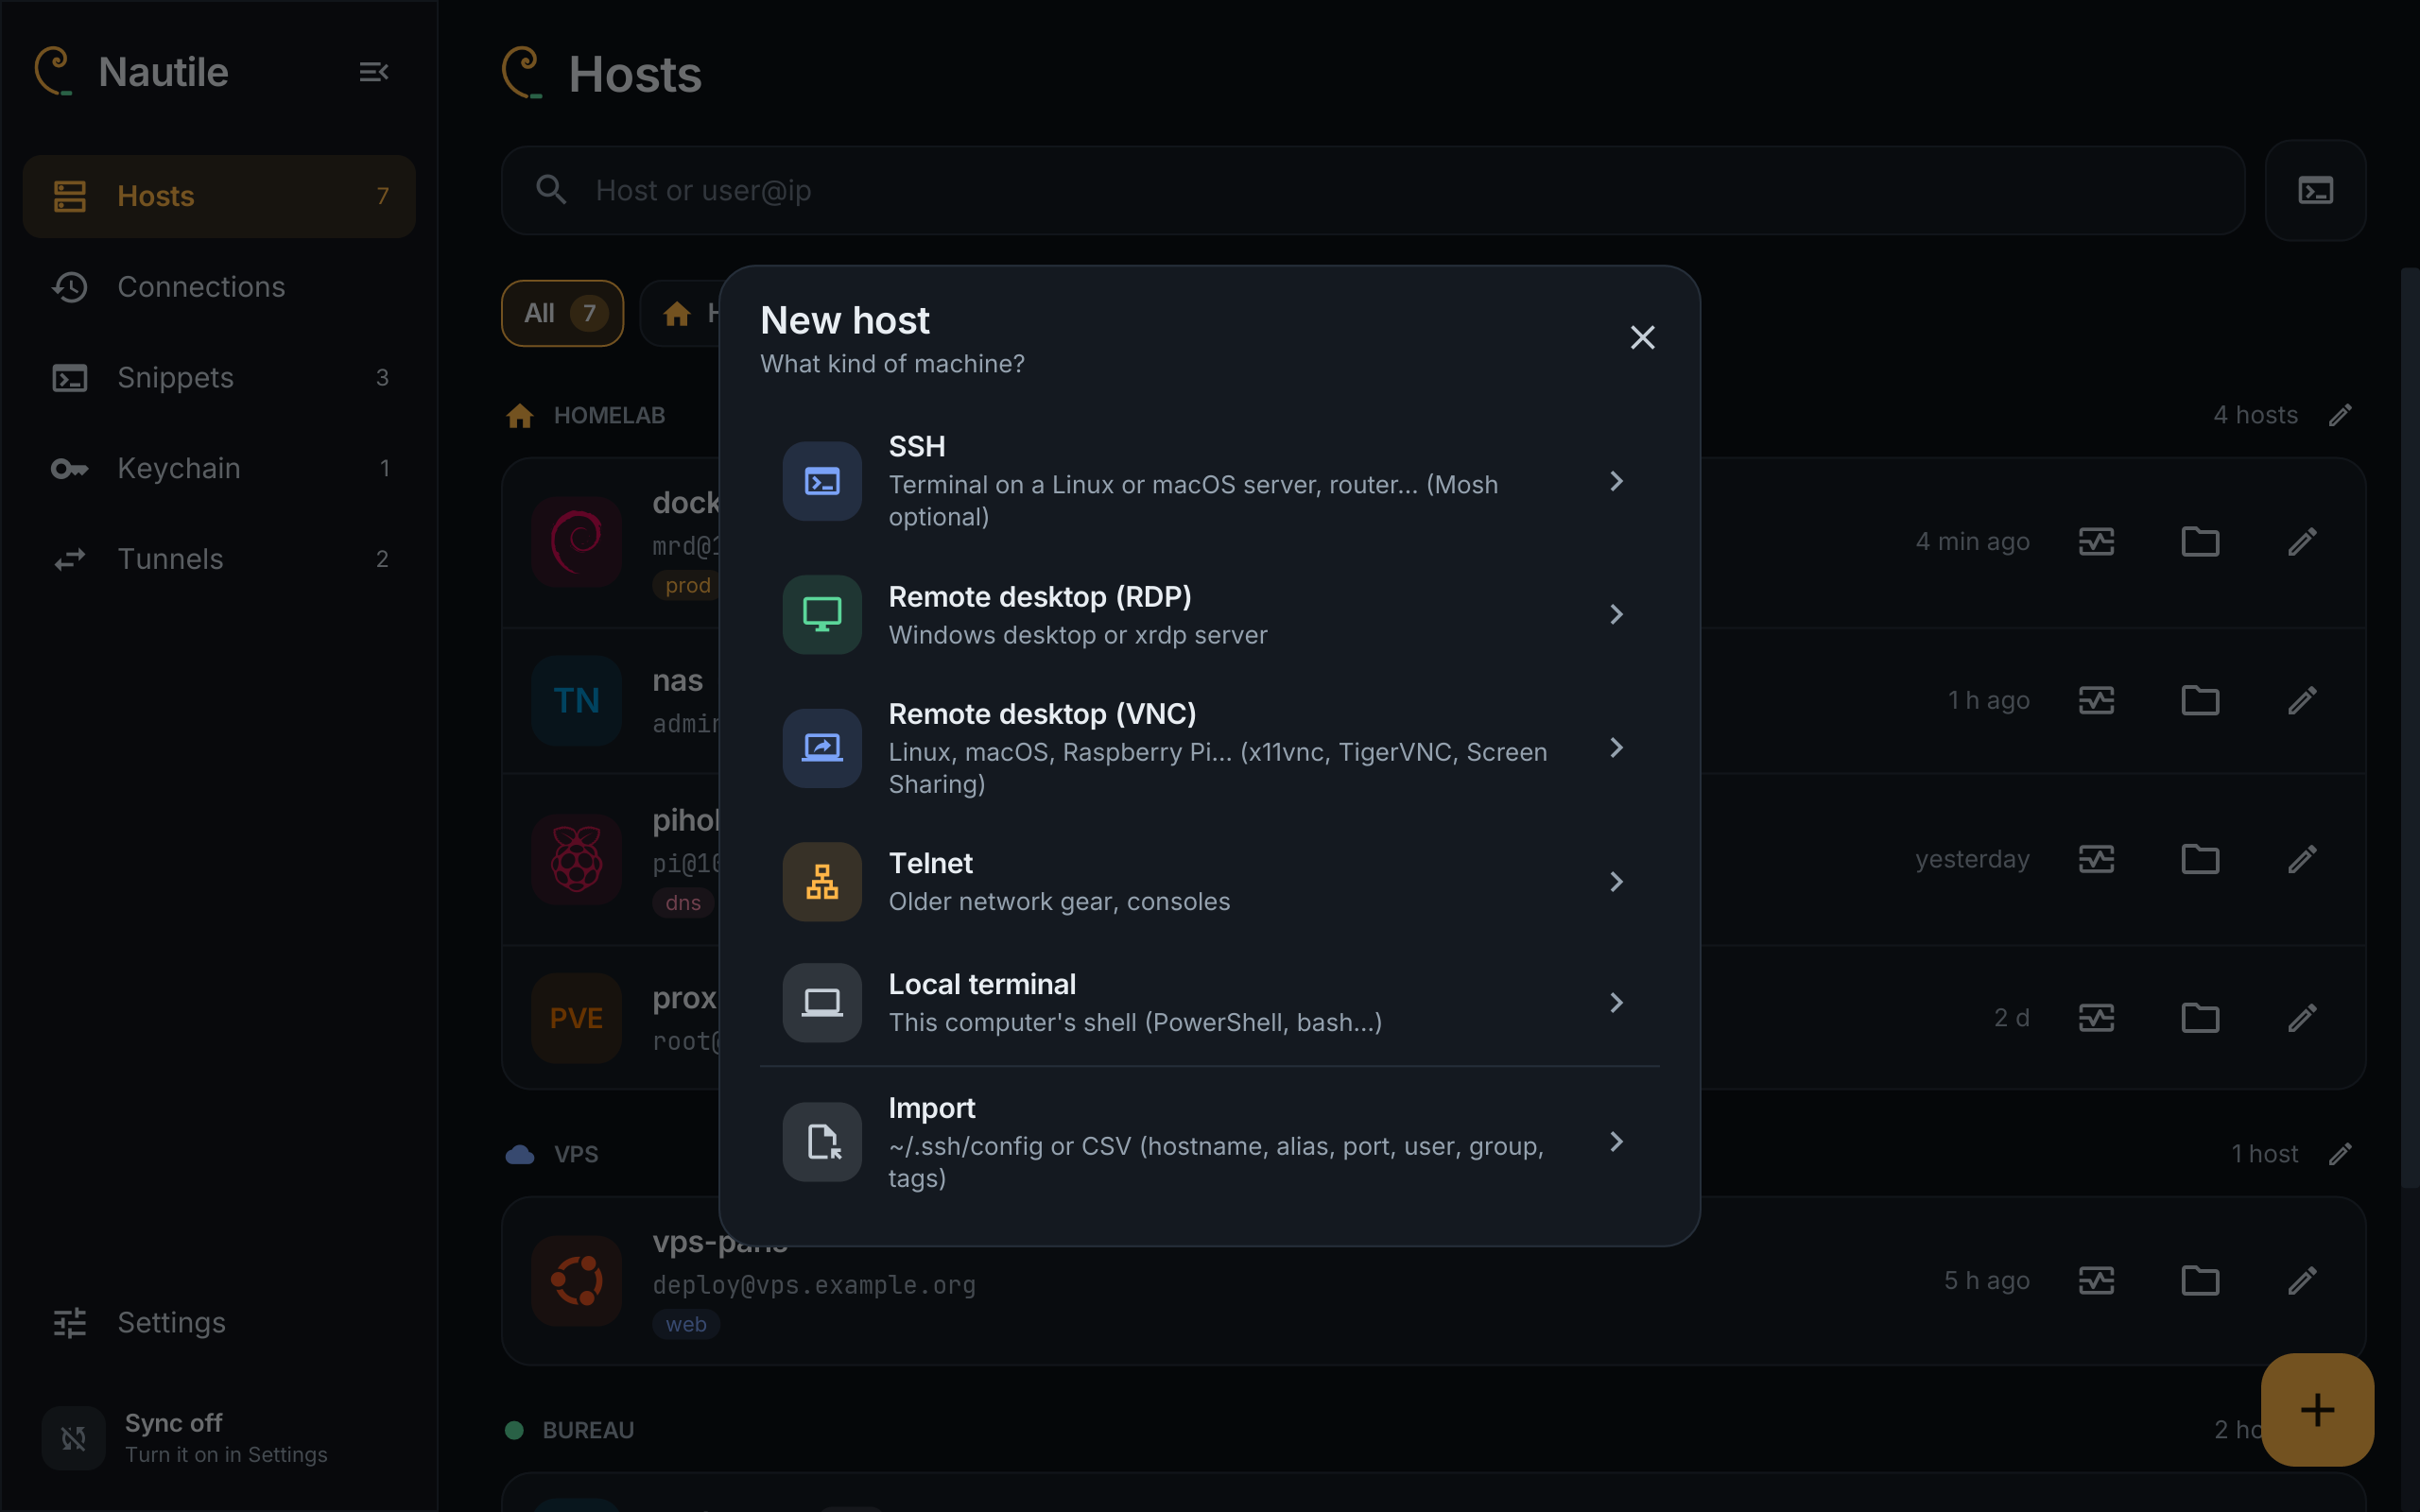 Nautile
Hosts 7
Connections
Snippets 3
Keychain 1
Tunnels 2
Settings
Sync off
Turn it on in Settings
Hosts
Host or user@ip
All 7
HOMELAB
4 hosts
4 min ago
prod
TN
nas
1 h ago
yesterday
dns
PVE
2 d
VPS
1 host
deploy@vps.example.org
web
5 h ago
BUREAU
New host
What kind of machine?
SSH
Terminal on a Linux or macOS server, router... (Mosh
optional)
Remote desktop (RDP)
Windows desktop or xrdp server
Remote desktop (VNC)
Linux, macOS, Raspberry Pi... (x11vnc, TigerVNC, Screen
Sharing)
Telnet
Older network gear, consoles
Local terminal
This computer's shell (PowerShell, bash...)
Import
~/.ssh/config or CSV (hostname, alias, port, user, group,
tags)